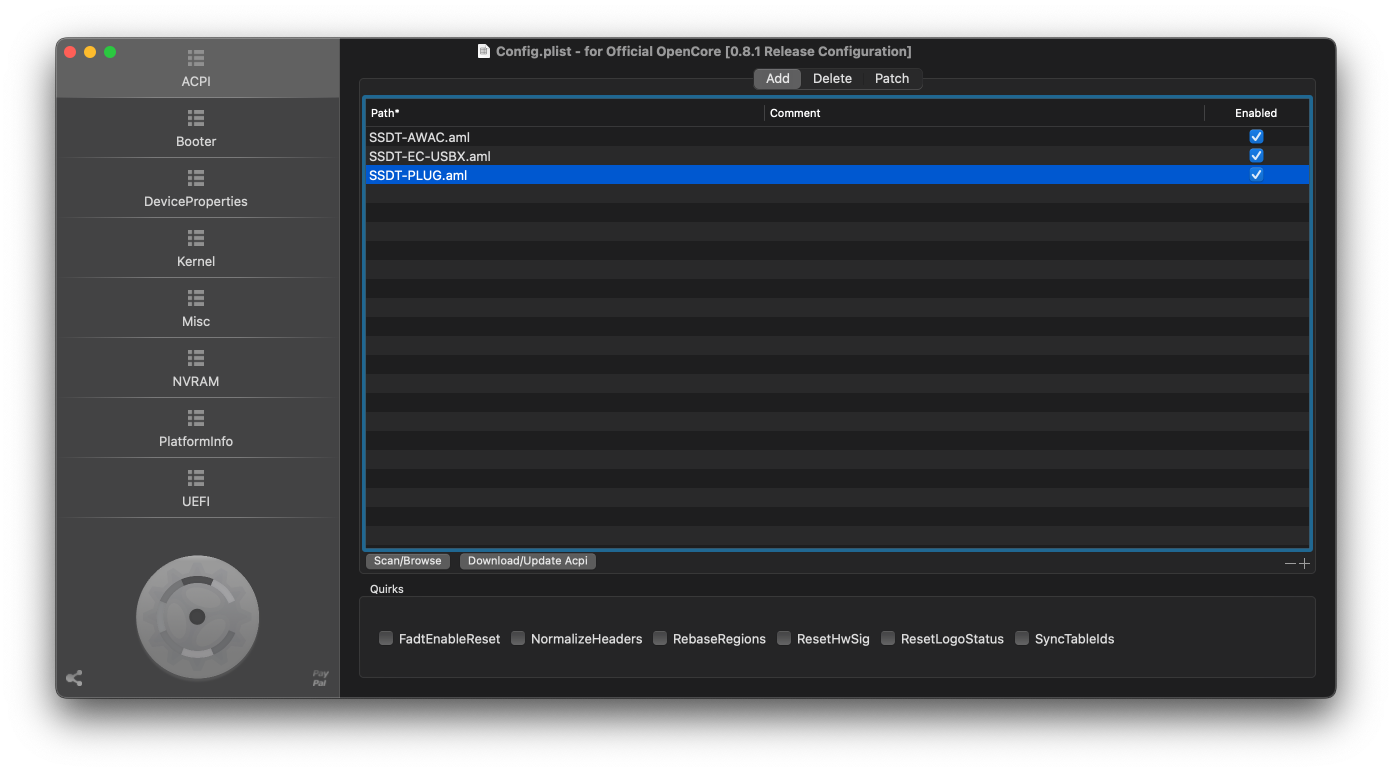 Config.plist - for Official OpenCore [0.8.1 Release Configuration]
ACPI
Booter
DeviceProperties
Kernel
Misc
NVRAM
PlatformInfo
UEFI
Pay
Pal
Add Delete Patch
Path* Comment Enabled
SSDT-AWAC.aml
SSDT-EC-USBX.aml
SSDT-PLUG.aml
Scan/Browse Download/Update Acpi
Quirks
FadtEnableReset NormalizeHeaders RebaseRegions ResetHwSig ResetLogoStatus SyncTableIds